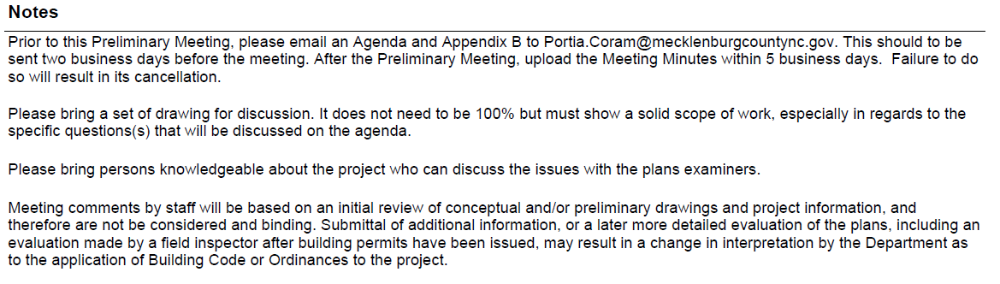 Notes
Prior to this Preliminary Meeting, please email an Agenda and Appendix B to Portia.Coram@mecklenburgcountync.gov. This should to be
sent two business days before the meeting. After the Preliminary Meeting, upload the Meeting Minutes within 5 business days.  Failure to do
so will result in its cancellation.
Please bring a set of drawing for discussion. It does not need to be 100% but must show a solid scope of work, especially in regards to the
specific questions(s) that will be discussed on the agenda.
Please bring persons knowledgeable about the project who can discuss the issues with the plans examiners.
Meeting comments by staff will be based on an initial review of conceptual and/or preliminary drawings and project information, and
therefore are not be considered and binding. Submittal of additional information, or a later more detailed evaluation of the plans, including an
evaluation made by a field inspector after building permits have been issued, may result in a change in interpretation by the Department as
to the application of Building Code or Ordinances to the project.